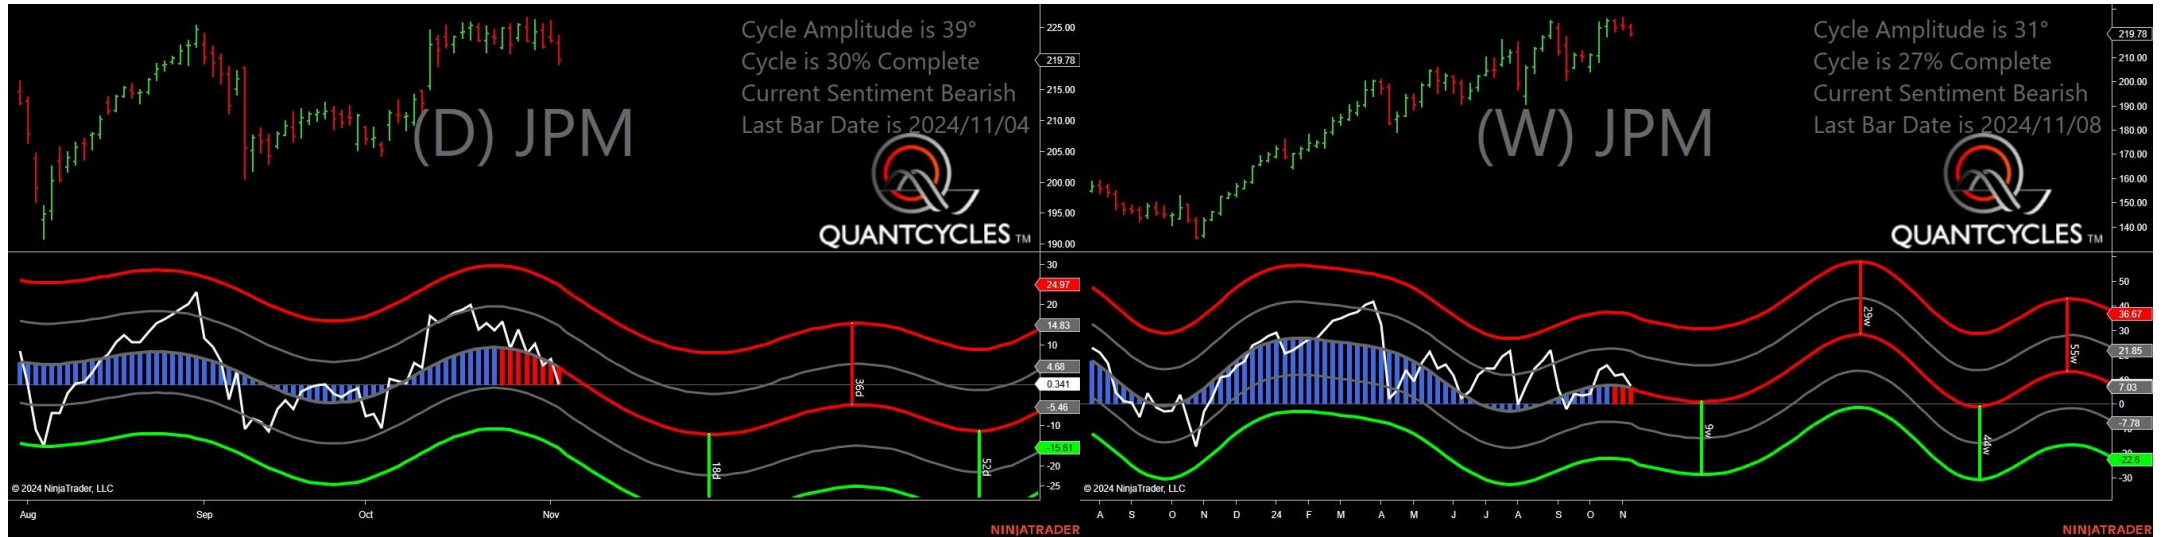 Cycle Amplitude is 39°
Cycle is 30% Complete
Current Sentiment Bearish
Last Bar Date is 2024/11/04
(D) JPM
QUANTCYCLES TM
225.00
219.78
215.00
210.00
205.00
200.00
195.00
190.00
30
24.97
20
14.83
10
4.68
0.341
-5.46
-10
-15.61
-20
-25
18d
36d
52d
© 2024 NinjaTrader, LLC
Aug Sep Oct Nov
NINJATRADER
Cycle Amplitude is 31°
Cycle is 27% Complete
Current Sentiment Bearish
Last Bar Date is 2024/11/08
(W) JPM
QUANTCYCLES TM
219.78
210.00
200.00
190.00
180.00
170.00
160.00
150.00
140.00
50
40
36.67
30
21.85
7.03
0
-7.78
-22.6
-30
9w
29w
44w
55w
© 2024 NinjaTrader, LLC
A S O N D 24 F M A M J J A S O N
NINJATRADER